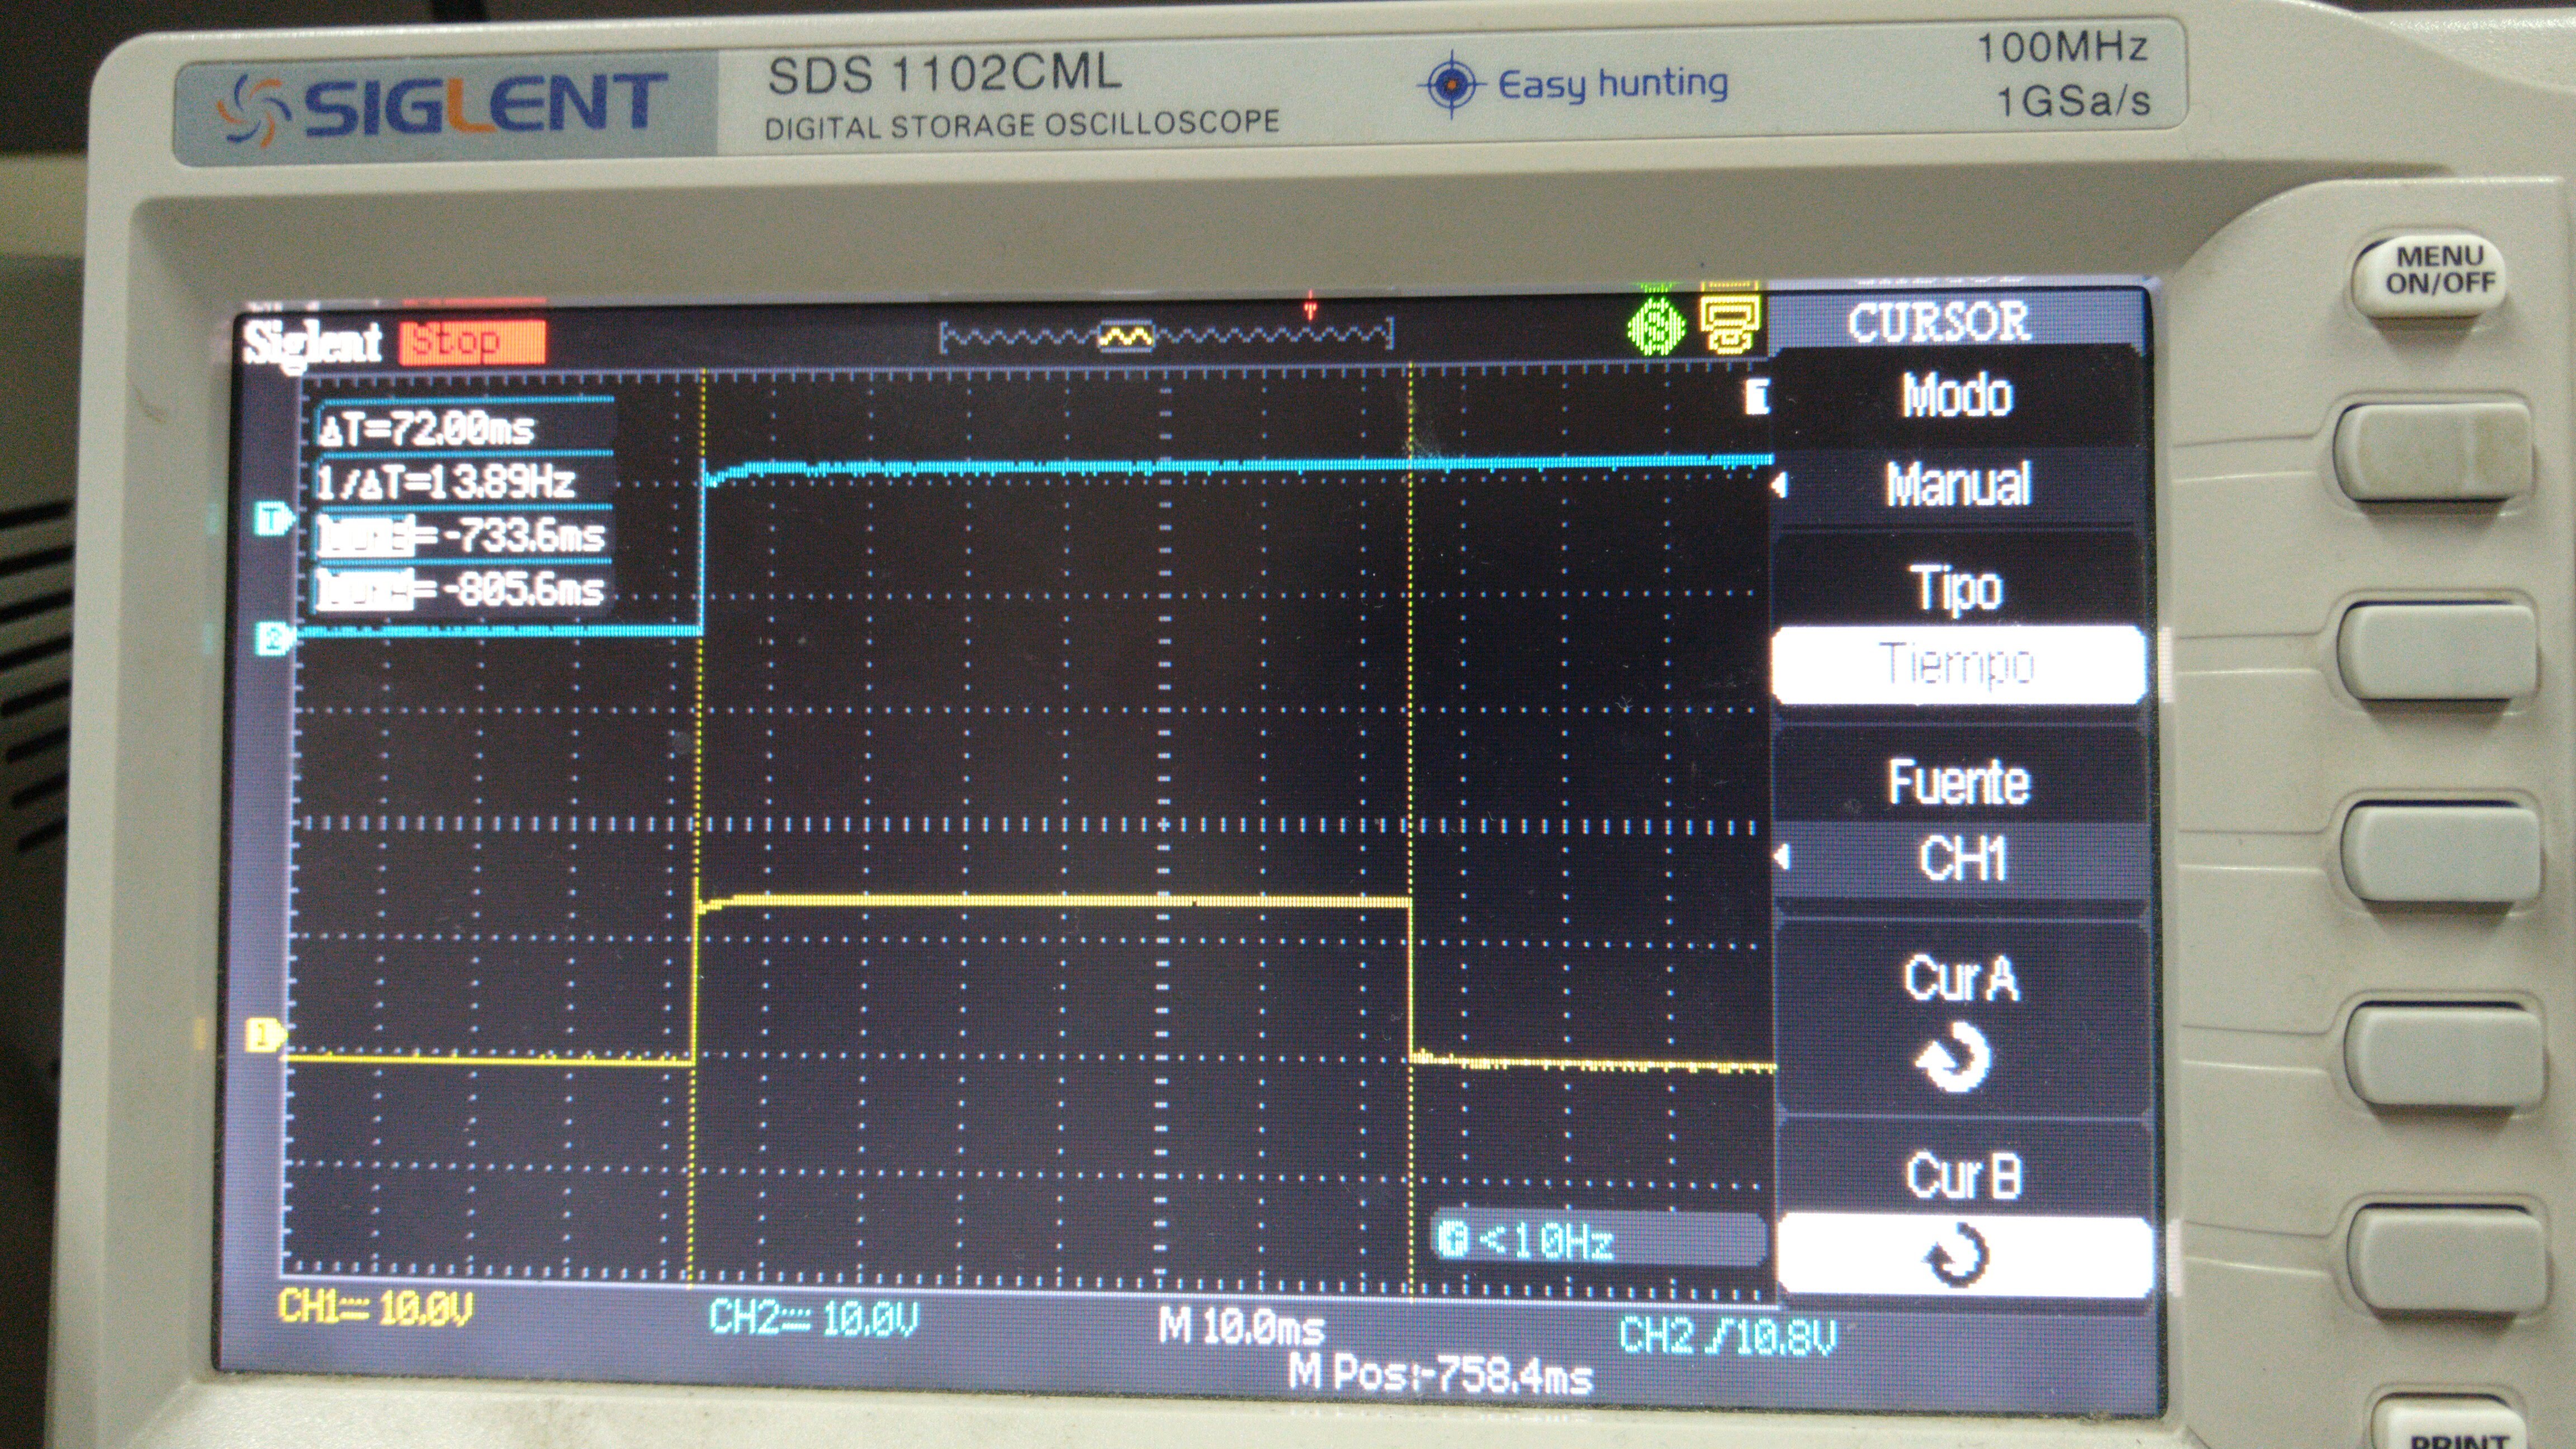 SIGLENT
SDS 1102CML
DIGITAL STORAGE OSCILLOSCOPE
Easy hunting
100MHz
1GSa/s
MENU
ON/OFF
Siglent Stop
T
CURSOR
Modo
Manual
Tipo
Tiempo
Fuente
CH1
Cur A
Cur B
ΔT=72.00ms
1/ΔT=13.89Hz
=-733.6ms
=-805.6ms
T
2
1
<10Hz
CH1 10.0V
CH2 10.0V
M 10.0ms
CH2 10.8V
M Pos:-758.4ms
PRINT